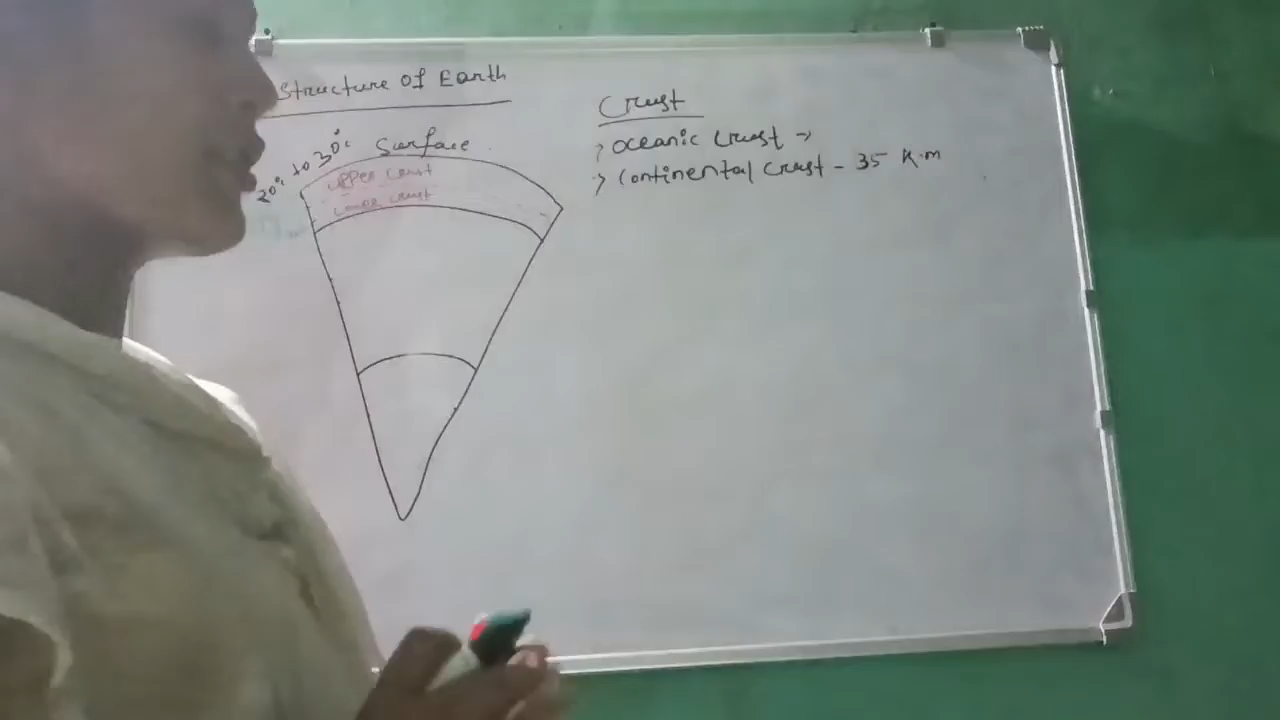 Structure Of Earth
20°c to 30°c
Surface
upper crust
Lower crust
Crust
oceanic crust →
Continental crust - 35 K.m